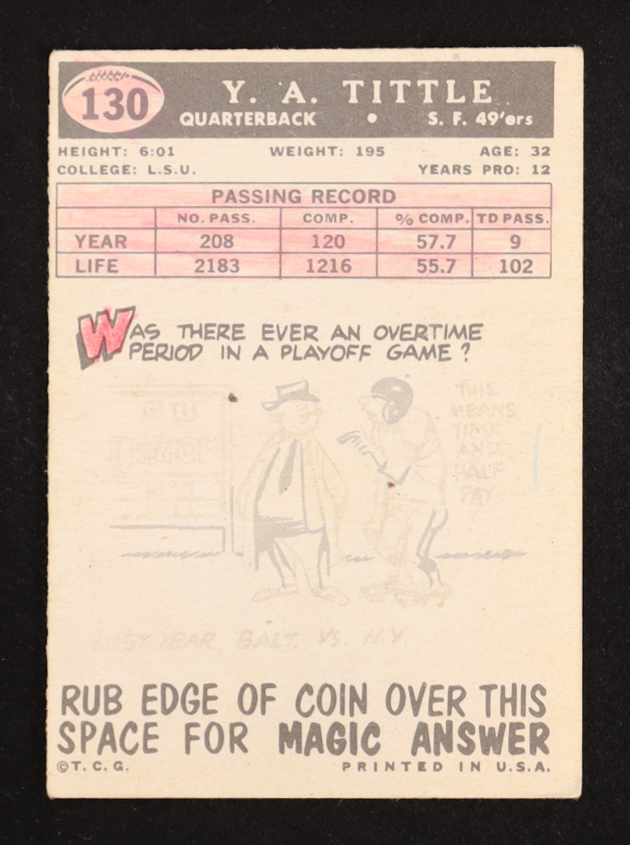 130
Y. A. TITTLE
QUARTERBACK • S. F. 49'ers
HEIGHT: 6:01 WEIGHT: 195 AGE: 32
COLLEGE: L.S.U. YEARS PRO: 12
PASSING RECORD
NO. PASS. COMP. % COMP. TD PASS.
YEAR 208 120 57.7 9
LIFE 2183 1216 55.7 102
WAS THERE EVER AN OVERTIME
PERIOD IN A PLAYOFF GAME?
THIS
MEANS
TIME
AND
HALF
PAY
LAST YEAR, BALT. VS. N.Y.
RUB EDGE OF COIN OVER THIS
SPACE FOR MAGIC ANSWER
©T.C.G. PRINTED IN U.S.A.